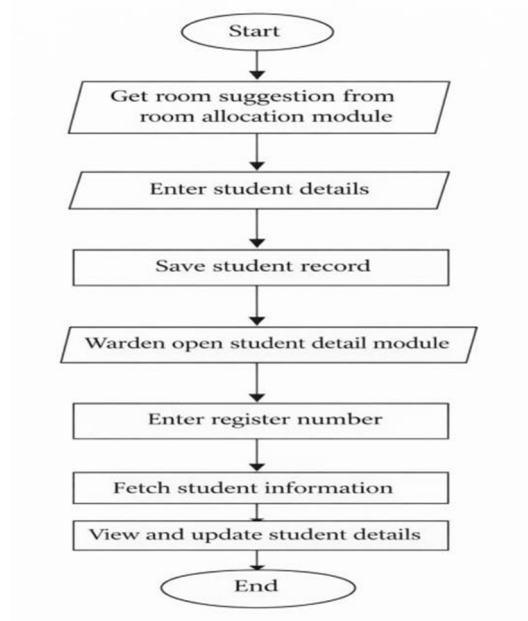 Start
Get room suggestion from
room allocation module
Enter student details
Save student record
Warden open student detail module
Enter register number
Fetch student information
View and update student details
End